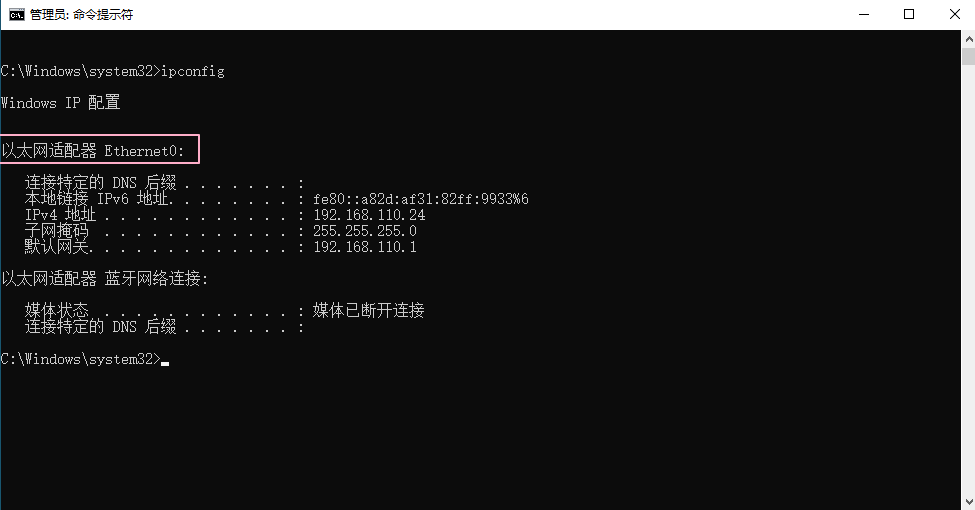 管理员: 命令提示符
C:\Windows\system32>ipconfig
Windows IP 配置
以太网适配器 Ethernet0:
连接特定的 DNS 后缀 . . . . . . . :
本地链接 IPv6 地址. . . . . . . . : fe80::a82d:af31:82ff:9933%6
IPv4 地址 . . . . . . . . . . . . : 192.168.110.24
子网掩码  . . . . . . . . . . . . : 255.255.255.0
默认网关. . . . . . . . . . . . . : 192.168.110.1
以太网适配器 蓝牙网络连接:
媒体状态  . . . . . . . . . . . . : 媒体已断开连接
连接特定的 DNS 后缀 . . . . . . . :
C:\Windows\system32>